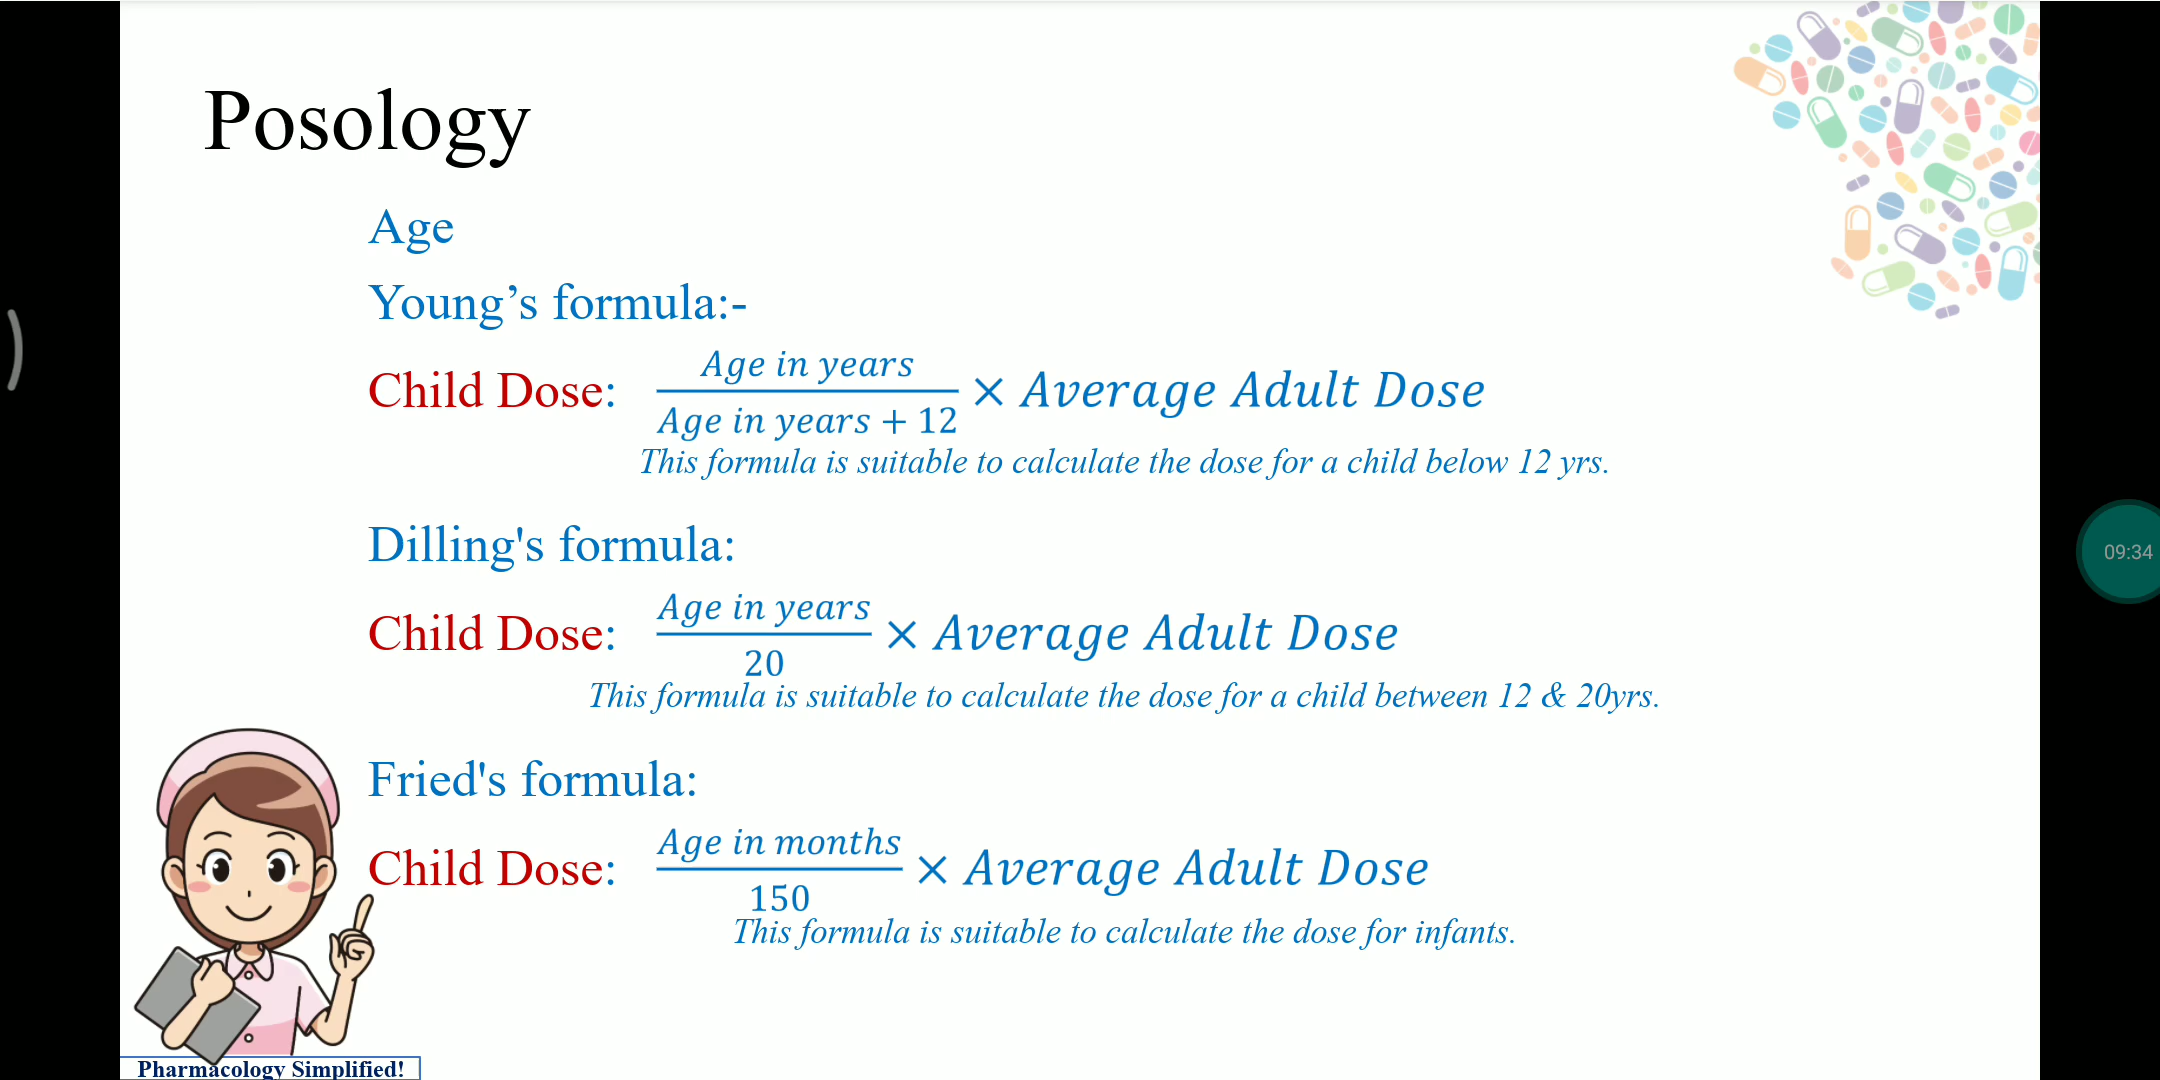 Posology
Age
Young’s formula:-
Child Dose: Age in years / Age in years + 12 × Average Adult Dose
This formula is suitable to calculate the dose for a child below 12 yrs.
Dilling's formula:
Child Dose: Age in years / 20 × Average Adult Dose
This formula is suitable to calculate the dose for a child between 12 & 20yrs.
Fried's formula:
Child Dose: Age in months / 150 × Average Adult Dose
This formula is suitable to calculate the dose for infants.
Pharmacology Simplified!
09:34